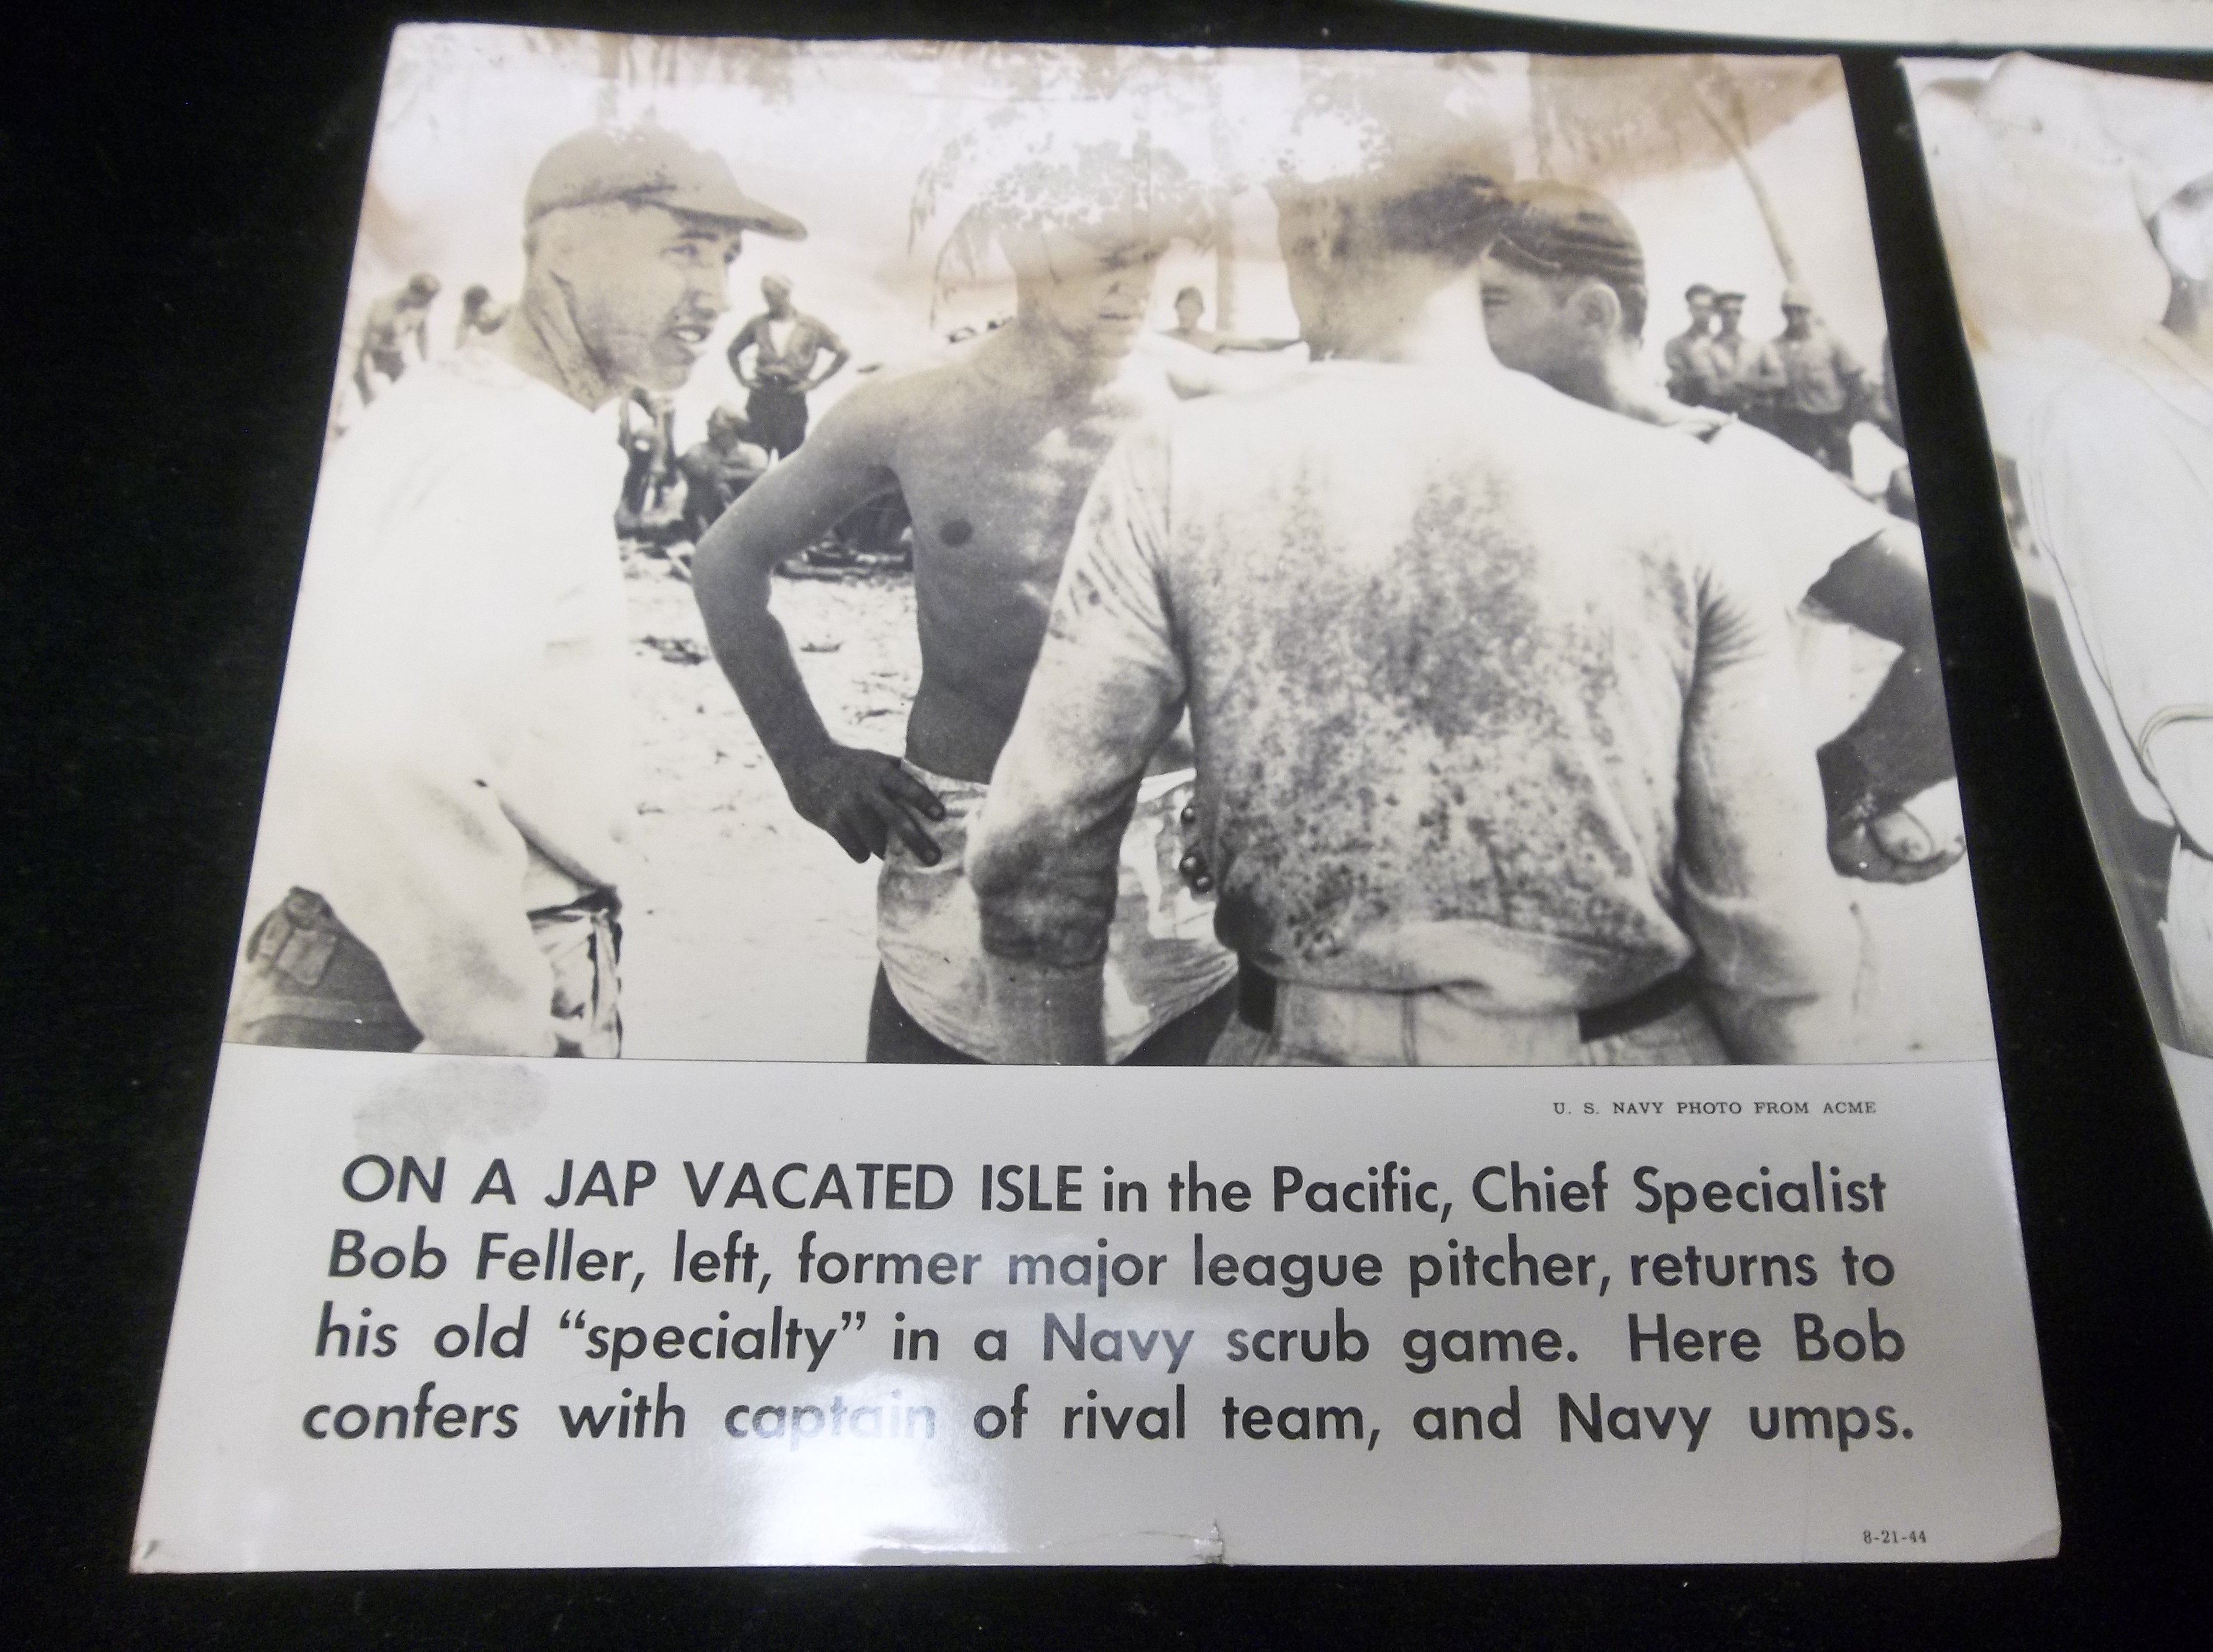 U. S. NAVY PHOTO FROM ACME
ON A JAP VACATED ISLE in the Pacific, Chief Specialist
Bob Feller, left, former major league pitcher, returns to
his old “specialty” in a Navy scrub game. Here Bob
confers with captain of rival team, and Navy umps.
8-21-44